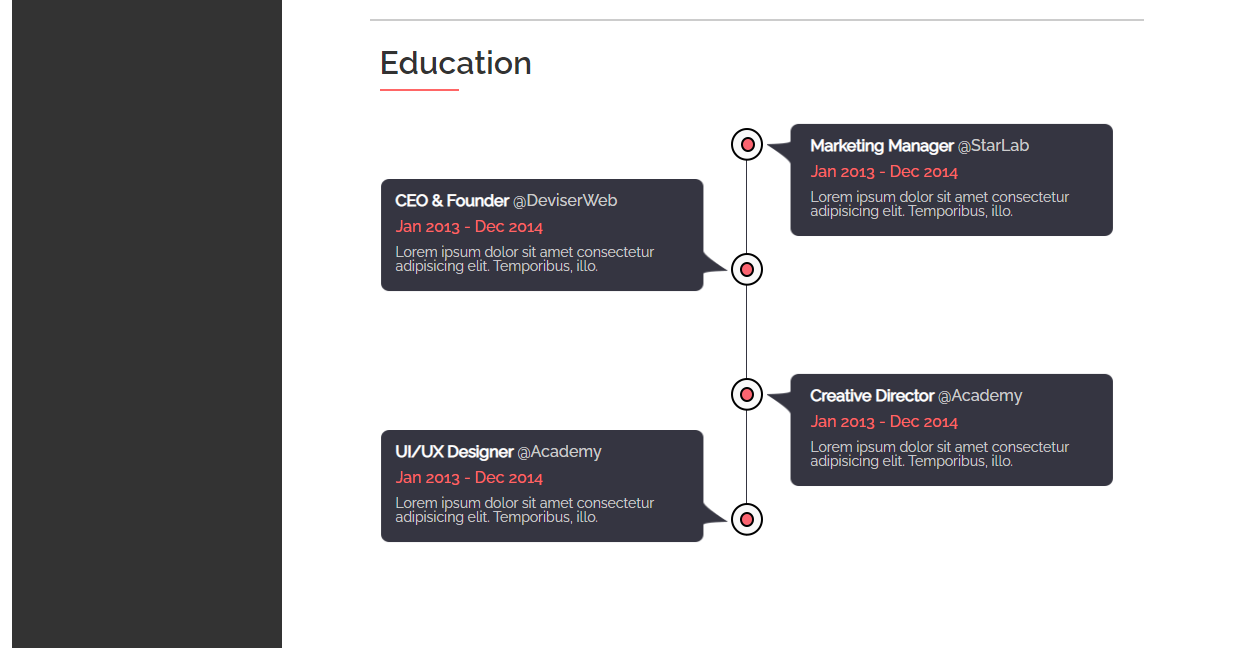 Education
Marketing Manager @StarLab
Jan 2013 - Dec 2014
Lorem ipsum dolor sit amet consectetur
adipisicing elit. Temporibus, illo.
CEO & Founder @DeviserWeb
Jan 2013 - Dec 2014
Lorem ipsum dolor sit amet consectetur
adipisicing elit. Temporibus, illo.
Creative Director @Academy
Jan 2013 - Dec 2014
Lorem ipsum dolor sit amet consectetur
adipisicing elit. Temporibus, illo.
UI/UX Designer @Academy
Jan 2013 - Dec 2014
Lorem ipsum dolor sit amet consectetur
adipisicing elit. Temporibus, illo.